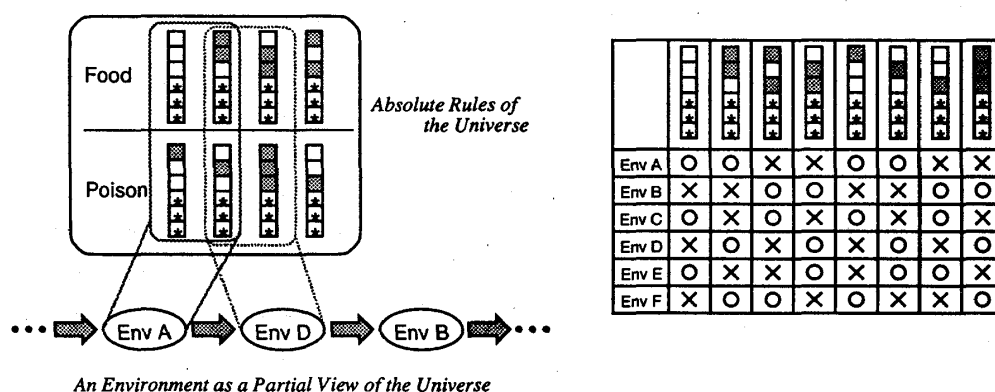 Food
* * * *
* * * *
* * * *
Poison
* * * *
* * * *
* * * *
Absolute Rules of
the Universe
••• Env A Env D Env B •••
An Environment as a Partial View of the Universe
* * * * * * * *
* * * * * * * *
* * * * * * * *
Env A O O X X O O X X
Env B X X O O X X O O
Env C O X O X O X O X
Env D X O X O X O X O
Env E O X X O X O O X
Env F X O O X O X X O